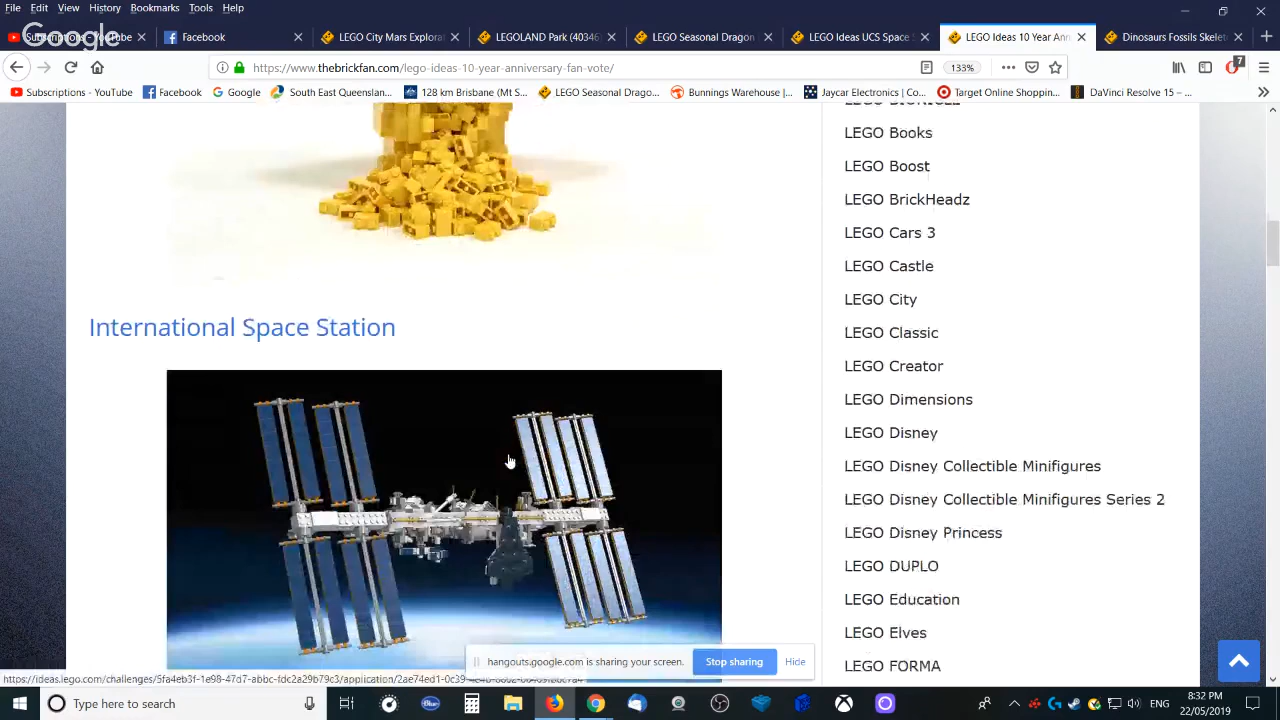 File Edit View History Bookmarks Tools Help
Google
Facebook
LEGO City Mars Explorat
LEGOLAND Park (40346)
LEGO Seasonal Dragon
LEGO Ideas UCS Space S
LEGO Ideas 10 Year Ann
Dinosaurs Fossils Skelet
https://www.thebrickfan.com/lego-ideas-10-year-anniversary-fan-vote/
133%
7
Subscriptions - YouTube Facebook Google South East Queenslan... 128 km Brisbane (Mt S... LEGO Seasonal Drago... Bunnings Warehouse |... Jaycar Electronics | Co... Target Online Shoppin... DaVinci Resolve 15 – ...
LEGO BIONICLE
LEGO Books
LEGO Boost
LEGO BrickHeadz
LEGO Cars 3
LEGO Castle
LEGO City
LEGO Classic
LEGO Creator
LEGO Dimensions
LEGO Disney
LEGO Disney Collectible Minifigures
LEGO Disney Collectible Minifigures Series 2
LEGO Disney Princess
LEGO DUPLO
LEGO Education
LEGO Elves
LEGO FORMA
International Space Station
hangouts.google.com is sharing your screen. Stop sharing Hide
Type here to search
ENG
8:32 PM
22/05/2019